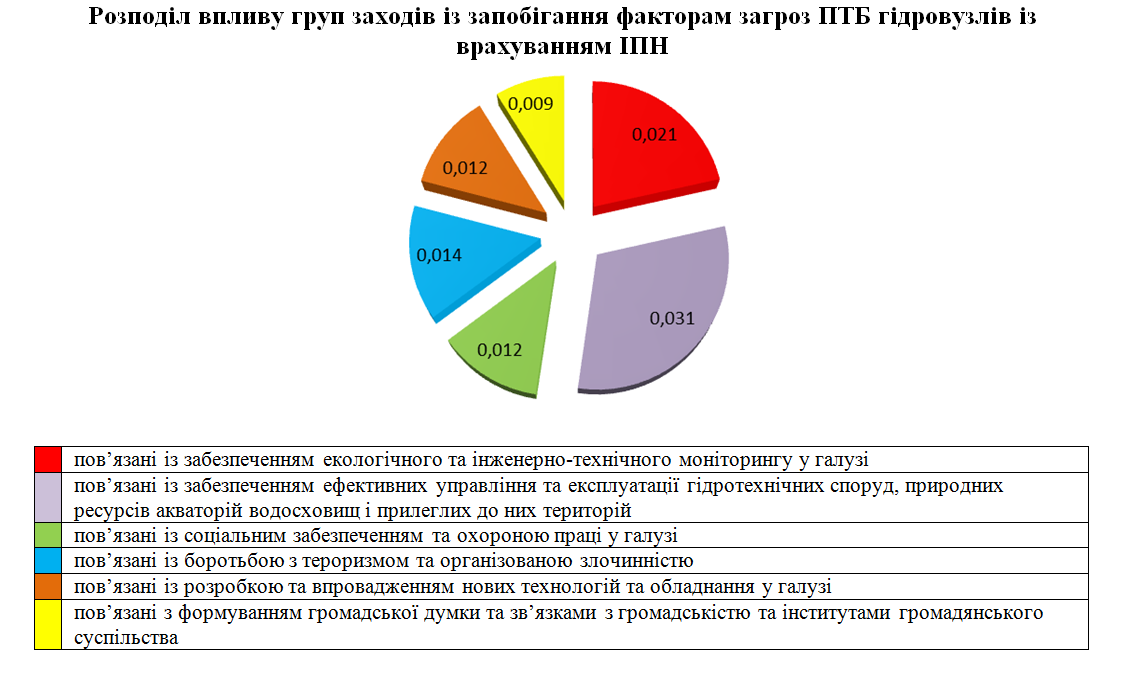 Розподіл впливу груп заходів із запобігання факторам загроз ПТБ гідровузлів із
врахуванням ІПН
0,009
0,021
0,012
0,014
0,031
0,012
пов’язані із забезпеченням екологічного та інженерно-технічного моніторингу у галузі
пов’язані із забезпеченням ефективних управління та експлуатації гідротехнічних споруд, природних
ресурсів акваторій водосховищ і прилеглих до них територій
пов’язані із соціальним забезпеченням та охороною праці у галузі
пов’язані із боротьбою з тероризмом та організованою злочинністю
пов’язані із розробкою та впровадженням нових технологій та обладнання у галузі
пов’язані з формуванням громадської думки та зв’язками з громадськістю та інститутами громадянського
суспільства